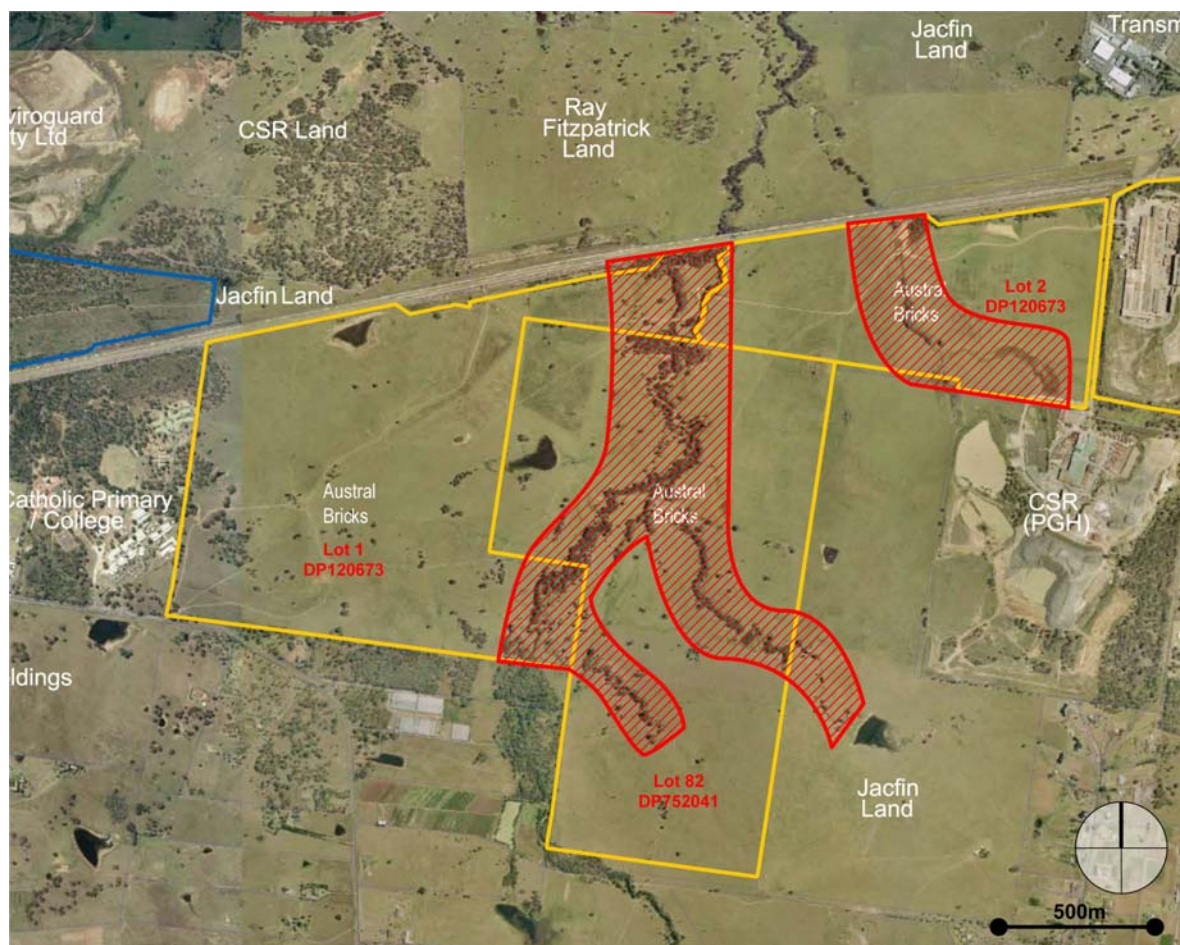 Jacfin
Land
Transm
viroguard
ty Ltd
CSR Land
Ray
Fitzpatrick
Land
Jacfin Land
Lot 2
DP120673
Austral
Bricks
Catholic Primary
/ College
Austral
Bricks
Lot 1
DP120673
Austral
Bricks
CSR
(PGH)
ldings
Lot 82
DP752041
Jacfin
Land
500m